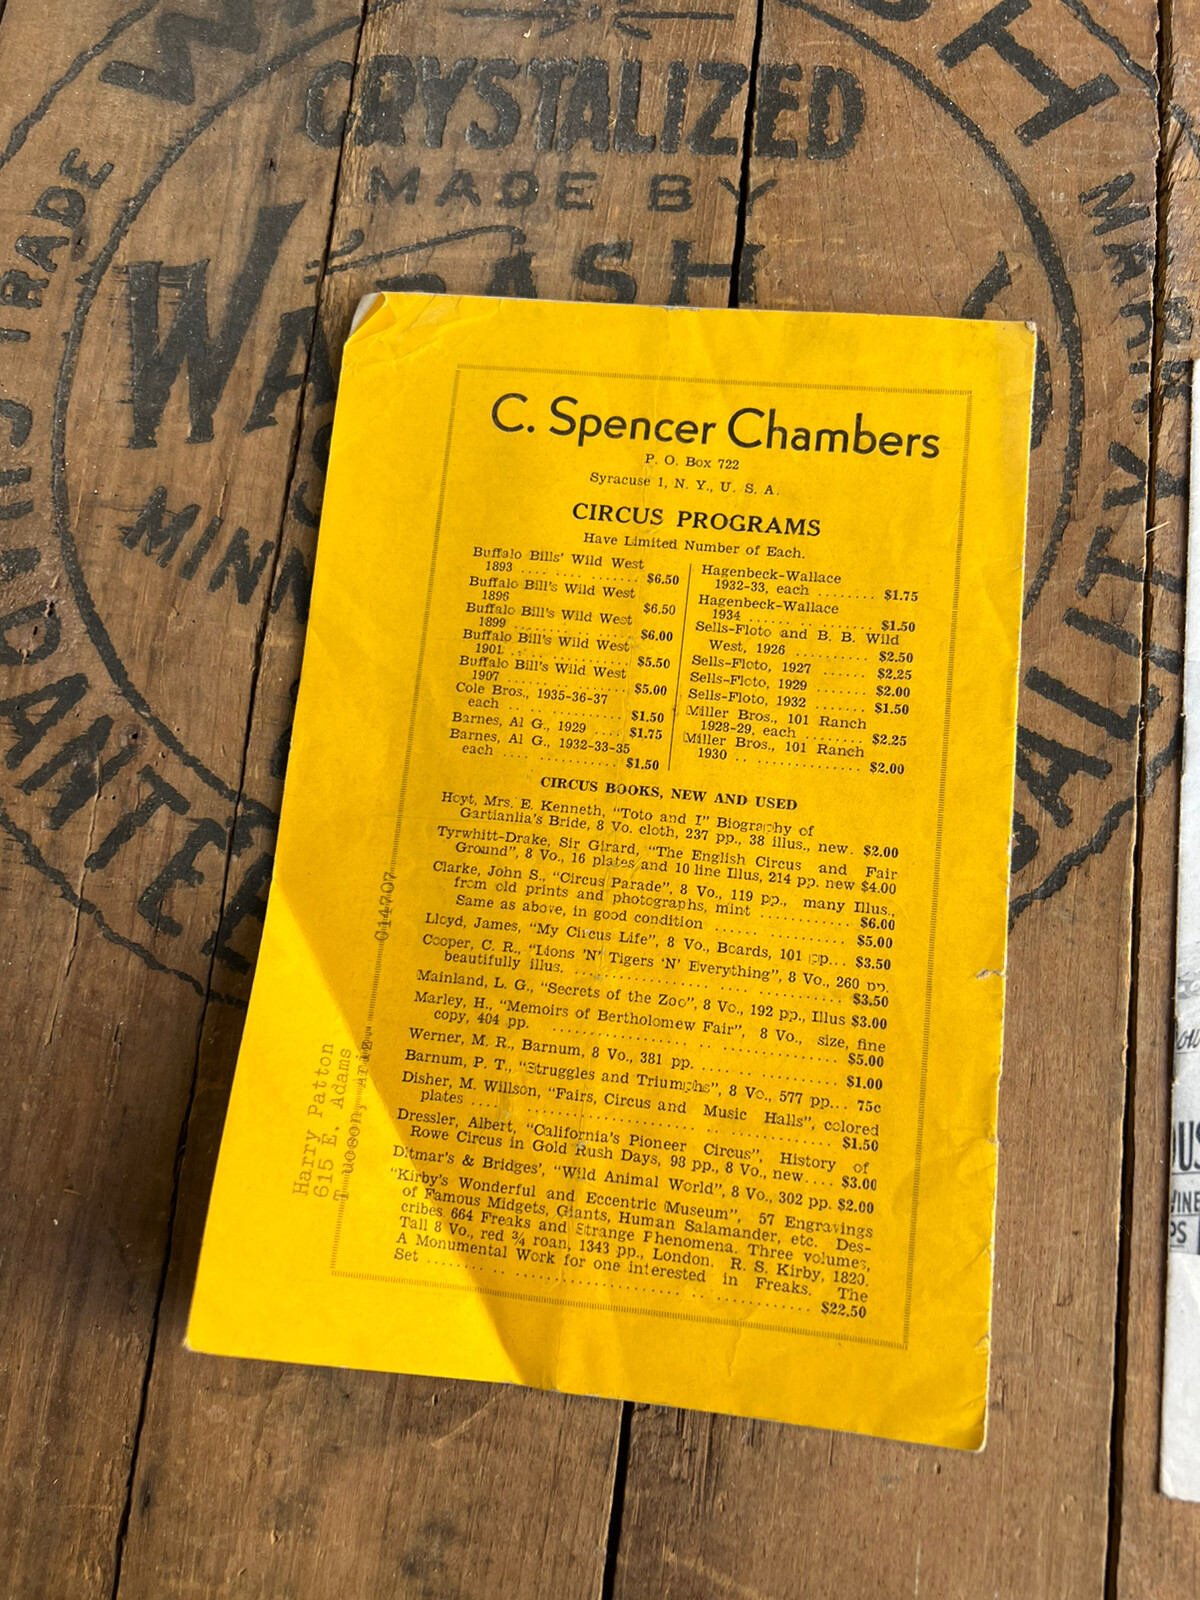 CRYSTALIZED
MADE BY
TRADE
MINN
C. Spencer Chambers
P. O. Box 722
Syracuse 1, N. Y., U. S. A.
CIRCUS PROGRAMS
Have Limited Number of Each.
Buffalo Bills' Wild West
1893 .... .... ....... $6.50
Buffalo Bill's Wild West
1896 $6.50
Buffalo Bill's Wild West
1899 .................... $6.00
Buffalo Bill's Wild West
1901 .................... $5.50
Buffalo Bill's Wild West
1907 .................... $5.00
Cole Bros., 1935-36-37
each .................... $1.50
Barnes, Al G., 1929 .... $1.75
Barnes, Al G., 1932-33-35
each .... .............. $1.50
Hagenbeck-Wallace
1932-33, each ........ $1.75
Hagenbeck-Wallace
1934 .................... $1.50
Sells-Floto and B. B. Wild
West, 1926 .......... $2.50
Sells-Floto, 1927 ...... $2.25
Sells-Floto, 1929 ....... $2.00
Sells-Floto, 1932 ....... $1.50
Miller Bros., 101 Ranch
1928-29, each ........ $2.25
Miller Bros., 101 Ranch
1930 .. .............. $2.00
CIRCUS BOOKS, NEW AND USED
Hoyt, Mrs. E. Kenneth, "Toto and I" Biography of
Gartianlia's Bride, 8 Vo. cloth, 237 pp., 38 illus., new. $2.00
Tyrwhitt-Drake, Sir Girard, "The English Circus and Fair
Ground", 8 Vo., 16 plates and 10 line Illus, 214 pp. new $4.00
Clarke, John S., "Circus Parade", 8 Vo., 119 pp., many Illus.,
from old prints and photographs, mint ............ $6.00
Same as above, in good condition .................. $5.00
Lloyd, James, "My Circus Life", 8 Vo., Boards, 101 pp... $3.50
Cooper, C. R., "Lions 'N' Tigers 'N' Everything", 8 Vo., 260 pp.
beautifully illus. .................................... $3.50
Mainland, L. G., "Secrets of the Zoo", 8 Vo., 192 pp., Illus $3.00
Marley, H., "Memoirs of Bertholomew Fair", 8 Vo., size, fine
copy, 404 pp. .................................... $5.00
Werner, M. R., Barnum, 8 Vo., 381 pp. .................. $1.00
Barnum, P. T., "Struggles and Triumphs", 8 Vo., 577 pp... 75c
Disher, M. Willson, "Fairs, Circus and Music Halls", colored
plates .... .................................... $1.50
Dressler, Albert, "California's Pioneer Circus", History of
Rowe Circus in Gold Rush Days, 98 pp., 8 Vo., new.... $3.00
Ditmar's & Bridges', "Wild Animal World", 8 Vo., 302 pp. $2.00
"Kirby's Wonderful and Eccentric Museum", 57 Engravings
of Famous Midgets, Giants, Human Salamander, etc. Des-
cribes 664 Freaks and Strange Phenomena. Three volumes,
Tall 8 Vo., red ¾ roan, 1343 pp., London. R. S. Kirby, 1820.
A Monumental Work for one interested in Freaks. The
Set .................................... $22.50
Harry Patton
615 E. Adams
Tuoson, Ariz